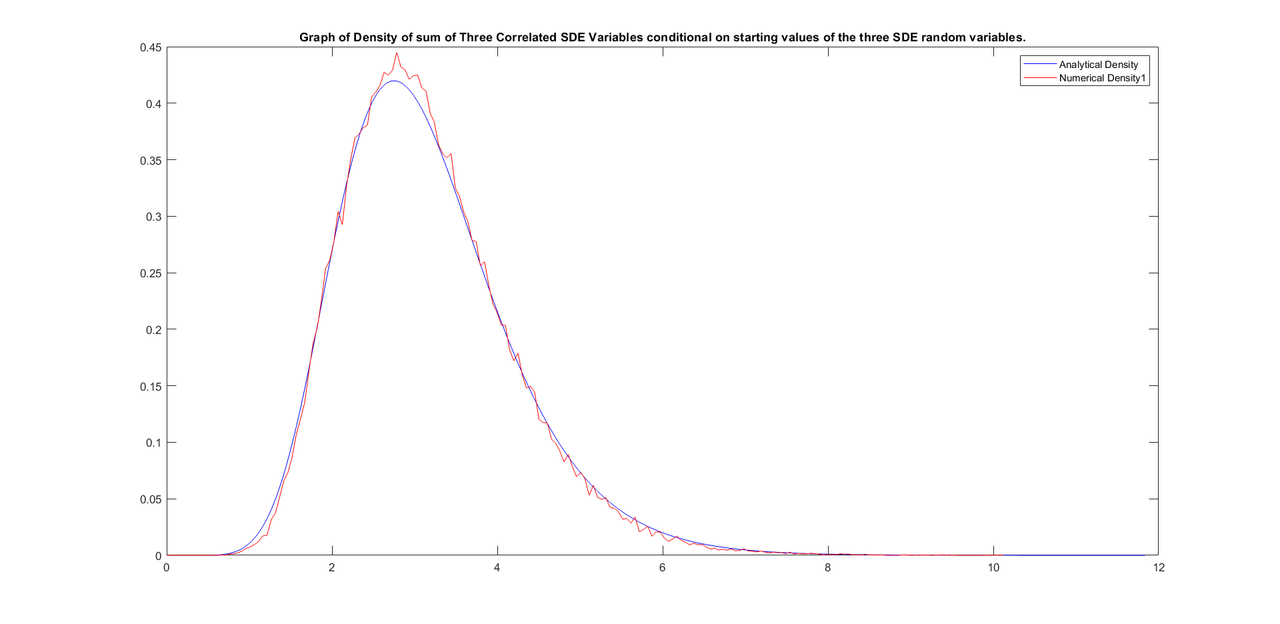 Graph of Density of sum of Three Correlated SDE Variables conditional on starting values of the three SDE random variables.
Analytical Density
Numerical Density1
0.45
0.4
0.35
0.3
0.25
0.2
0.15
0.1
0.05
0
0 2 4 6 8 10 12